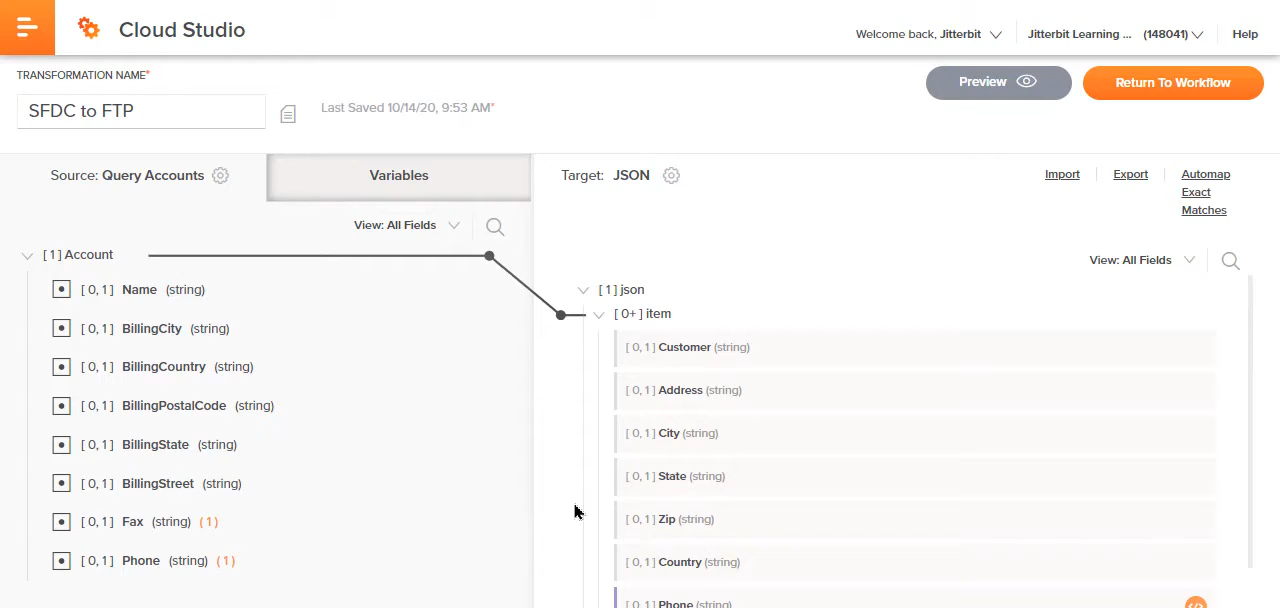 Cloud Studio
Welcome back, Jitterbit
Jitterbit Learning ... (148041)
Help
TRANSFORMATION NAME*
SFDC to FTP
Last Saved 10/14/20, 9:53 AM*
Preview
Return To Workflow
Source: Query Accounts
Variables
View: All Fields
[ 1 ] Account
[ 0, 1 ] Name (string)
[ 0, 1 ] BillingCity (string)
[ 0, 1 ] BillingCountry (string)
[ 0, 1 ] BillingPostalCode (string)
[ 0, 1 ] BillingState (string)
[ 0, 1 ] BillingStreet (string)
[ 0, 1 ] Fax (string) ( 1 )
[ 0, 1 ] Phone (string) ( 1 )
Target: JSON
Import
Export
Automap
Exact
Matches
View: All Fields
[ 1 ] json
[ 0+ ] item
[ 0, 1 ] Customer (string)
[ 0, 1 ] Address (string)
[ 0, 1 ] City (string)
[ 0, 1 ] State (string)
[ 0, 1 ] Zip (string)
[ 0, 1 ] Country (string)
[ 0, 1 ] Phone (string)